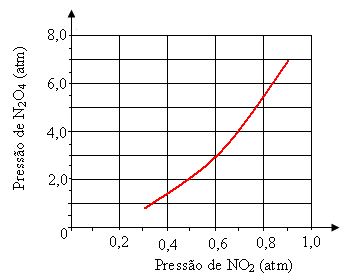 Pressão de N₂O₄ (atm)
8,0
6,0
4,0
2,0
0
0,2 0,4 0,6 0,8 1,0
Pressão de NO₂ (atm)